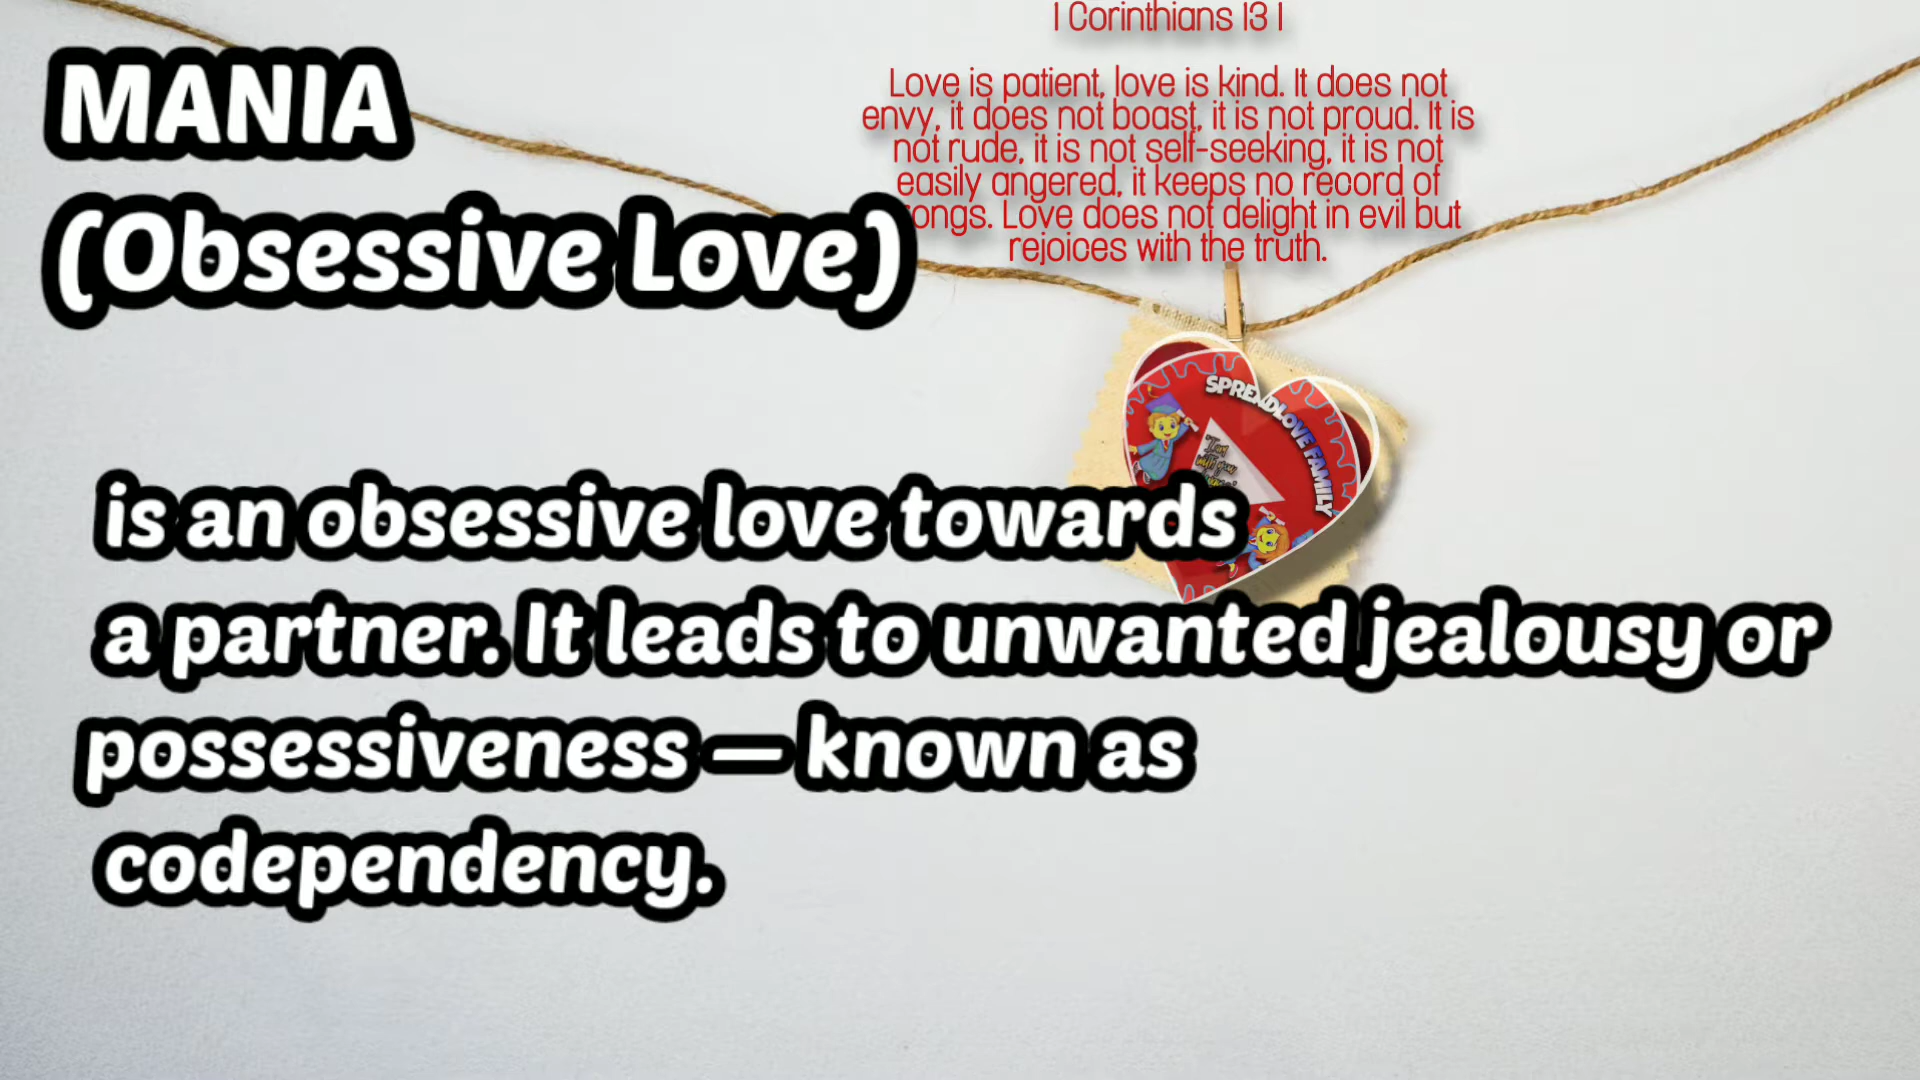 1 Corinthians 13 1
Love is patient, love is kind. It does not
envy, it does not boast, it is not proud. It is
not rude, it is not self-seeking, it is not
easily angered, it keeps no record of
ongs. Love does not delight in evil but
rejoices with the truth.
MANIA
(Obsessive Love)
SPREADLOVE FAMILY
is an obsessive love towards
a partner. It leads to unwanted jealousy or
possessiveness — known as
codependency.